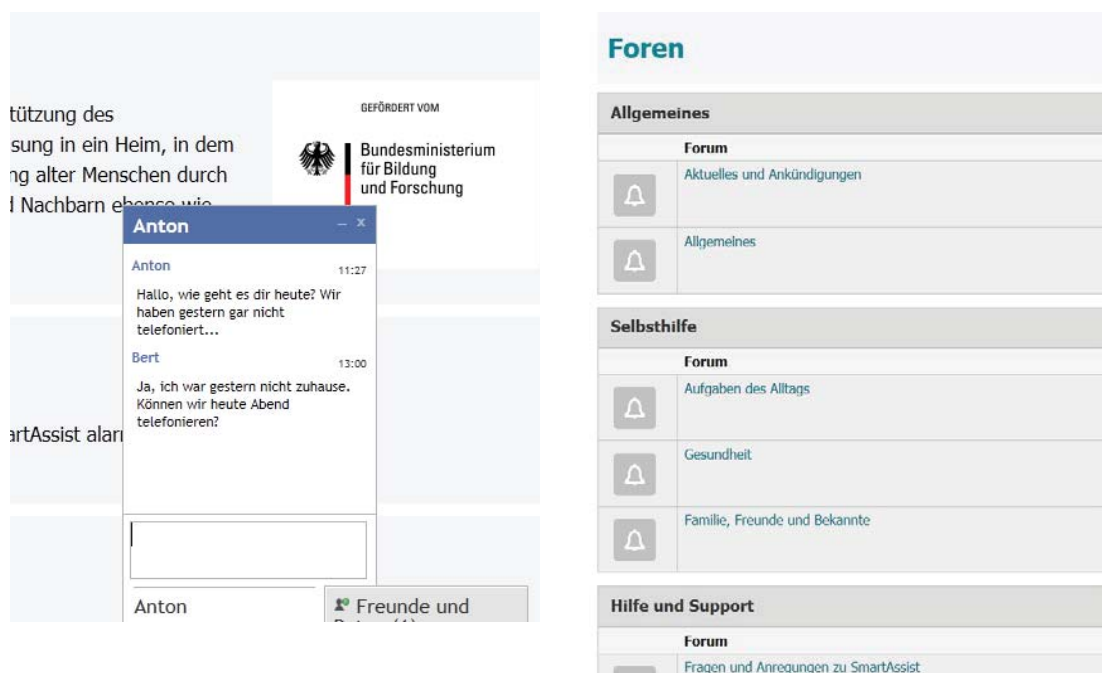 tützung des
sung in ein Heim, in dem
ng alter Menschen durch
Nachbarn ebenso wie
GEFÖRDERT VOM
Bundesministerium
für Bildung
und Forschung
Anton
– x
Anton
11:27
Hallo, wie geht es dir heute? Wir
haben gestern gar nicht
telefoniert...
Bert
13:00
Ja, ich war gestern nicht zuhause.
Können wir heute Abend
telefonieren?
artAssist alar
Anton
Freunde und
Foren
Allgemeines
Forum
Aktuelles und Ankündigungen
Allgemeines
Selbsthilfe
Forum
Aufgaben des Alltags
Gesundheit
Familie, Freunde und Bekannte
Hilfe und Support
Forum
Fragen und Anregungen zu SmartAssist